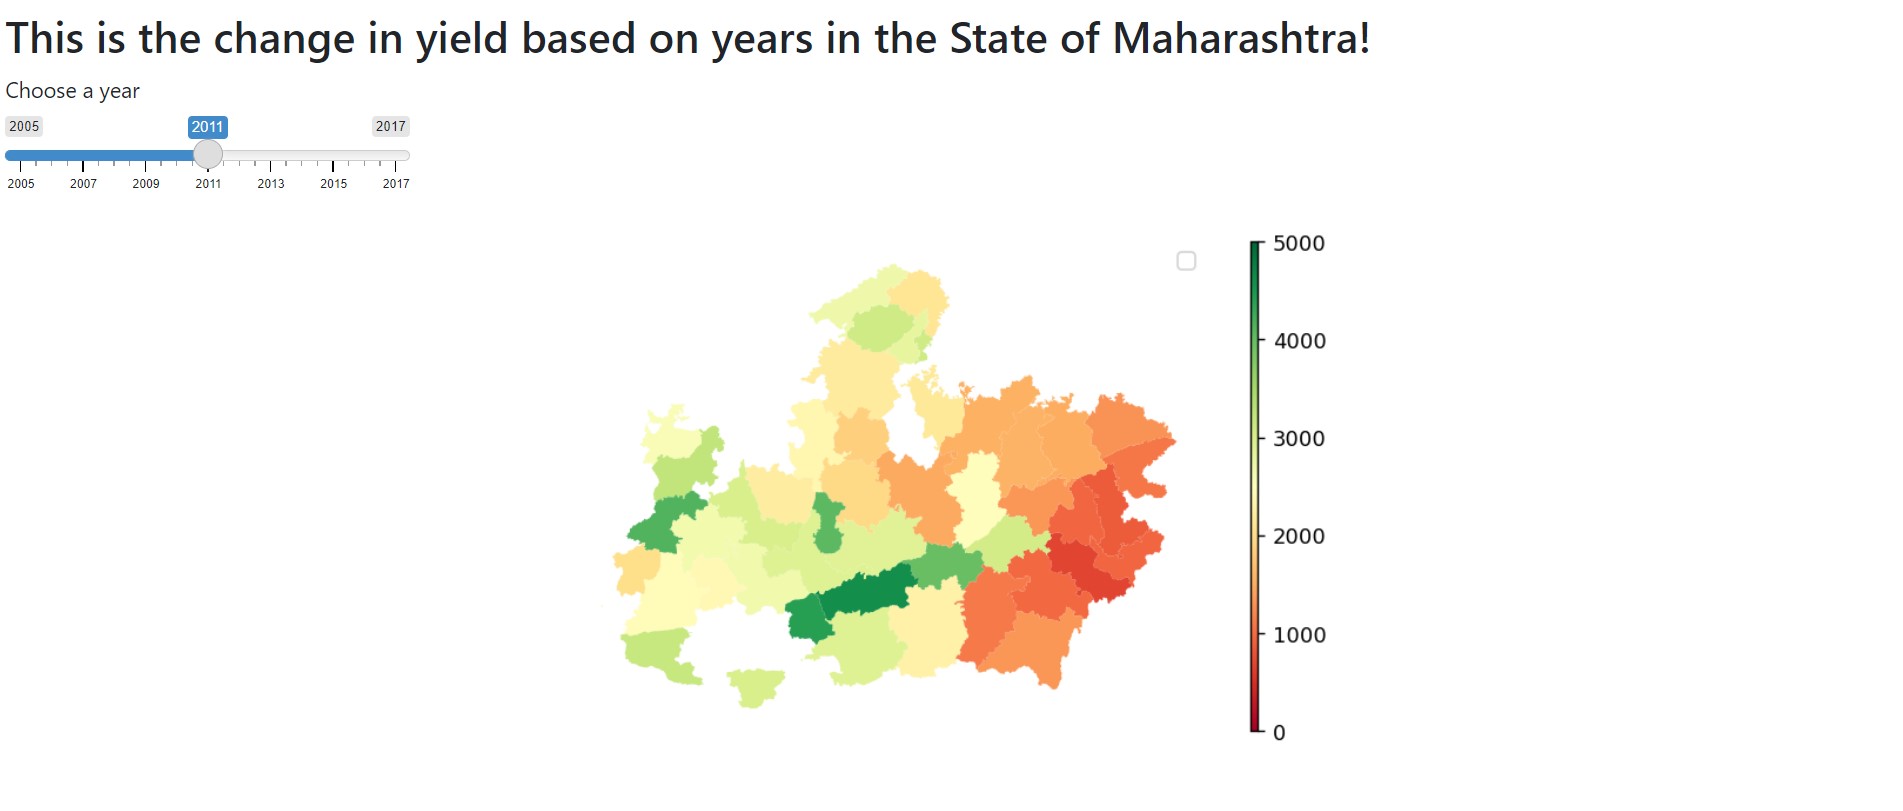 This is the change in yield based on years in the State of Maharashtra!
Choose a year
2005 2011 2017
2005 2007 2009 2011 2013 2015 2017
5000
4000
3000
2000
1000
0